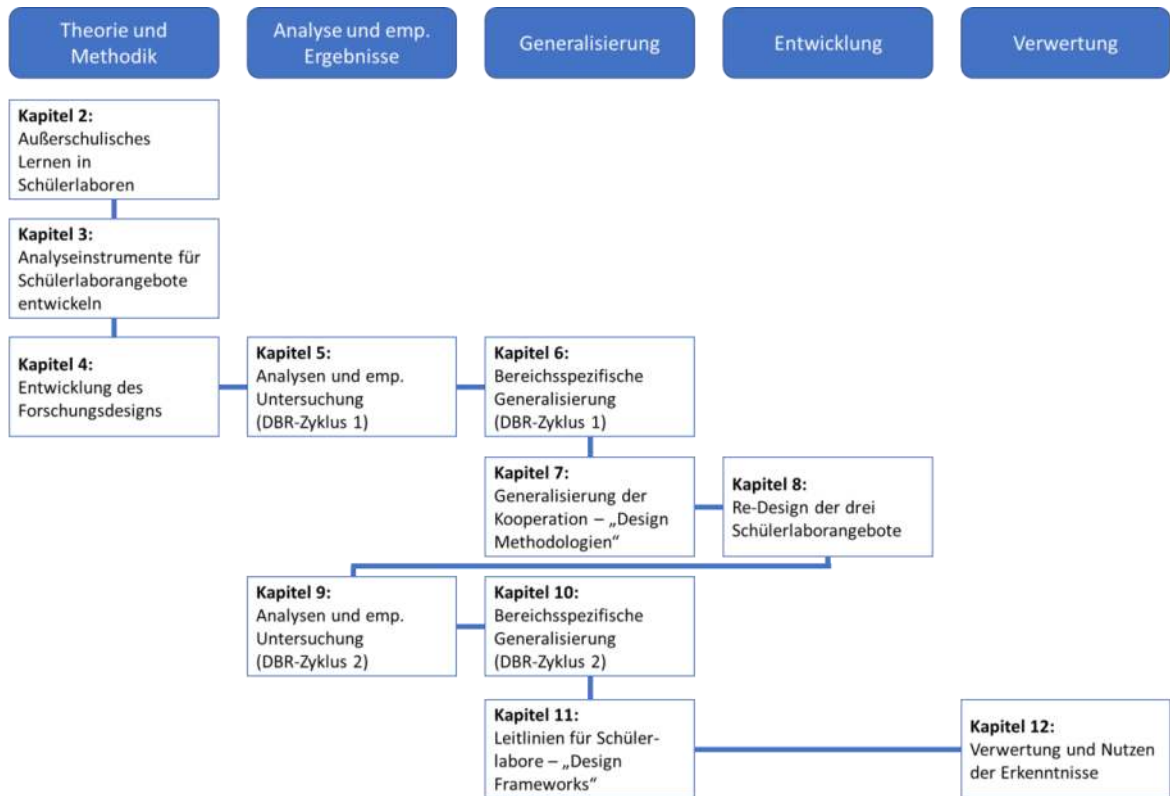 Theorie und
Methodik
Analyse und emp.
Ergebnisse
Generalisierung
Entwicklung
Verwertung
Kapitel 2:
Außerschulisches
Lernen in
Schülerlaboren
Kapitel 3:
Analyseinstrumente für
Schülerlaborangebote
entwickeln
Kapitel 4:
Entwicklung des
Forschungsdesigns
Kapitel 5:
Analysen und emp.
Untersuchung
(DBR-Zyklus 1)
Kapitel 6:
Bereichsspezifische
Generalisierung
(DBR-Zyklus 1)
Kapitel 7:
Generalisierung der
Kooperation – „Design
Methodologien“
Kapitel 8:
Re-Design der drei
Schülerlaborangebote
Kapitel 9:
Analysen und emp.
Untersuchung
(DBR-Zyklus 2)
Kapitel 10:
Bereichsspezifische
Generalisierung
(DBR-Zyklus 2)
Kapitel 11:
Leitlinien für Schüler-
labore – „Design
Frameworks“
Kapitel 12:
Verwertung und Nutzen
der Erkenntnisse